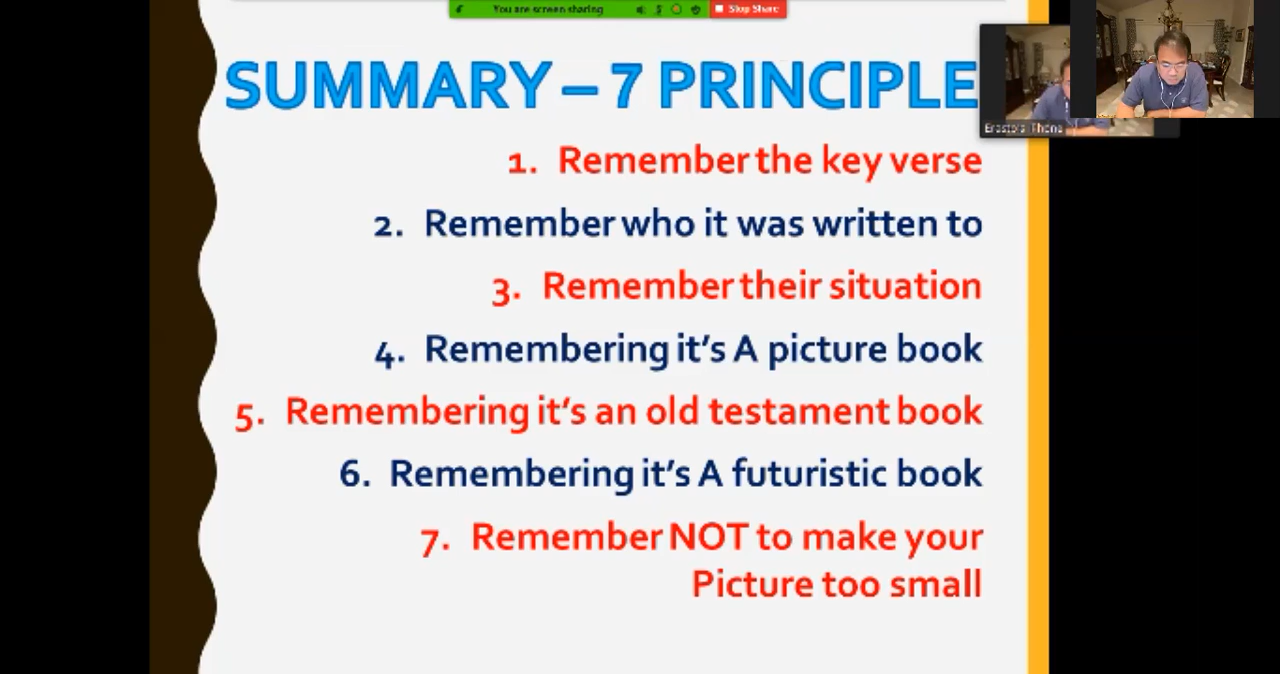 You are screen sharing Stop Share
SUMMARY – 7 PRINCIPLE
Erasto's iPhone
1. Remember the key verse
2. Remember who it was written to
3. Remember their situation
4. Remembering it's A picture book
5. Remembering it's an old testament book
6. Remembering it's A futuristic book
7. Remember NOT to make your
Picture too small